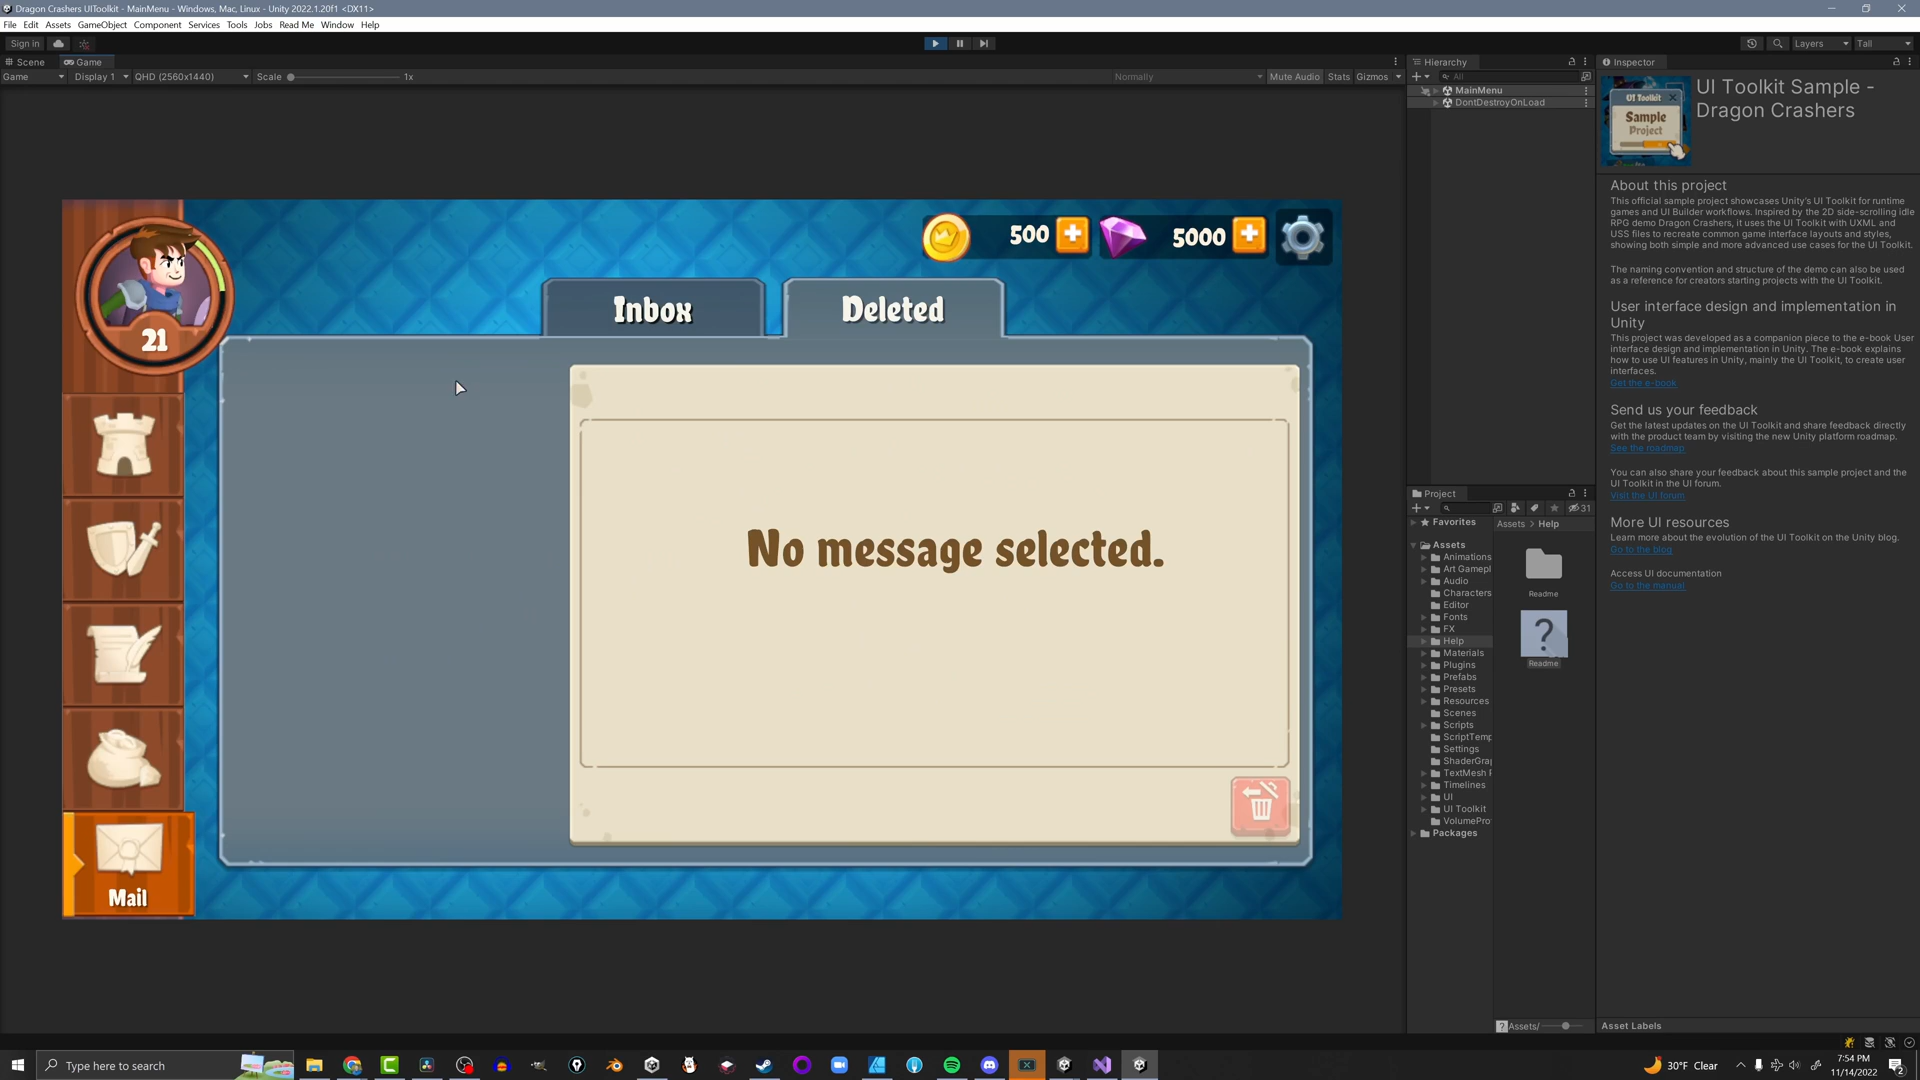 Dragon Crashers UIToolkit - MainMenu - Windows, Mac, Linux - Unity 2022.1.20f1 <DX11>
File Edit Assets GameObject Component Services Tools Jobs Read Me Window Help
Sign in
Layers
Tall
Scene Game
Game Display 1 QHD (2560x1440) Scale 1x Normally Mute Audio Stats Gizmos
500
5000
Inbox
Deleted
21
No message selected.
Mail
Hierarchy
All
MainMenu
DontDestroyOnLoad
Project
31
Favorites
Assets
Animations
Art Gamepl
Audio
Characters
Editor
Fonts
FX
Help
Materials
Plugins
Prefabs
Presets
Resources
Scenes
Scripts
ScriptTemp
Settings
ShaderGra
TextMesh P
Timelines
UI
UI Toolkit
VolumePro
Packages
Assets > Help
Readme
Readme
Assets/
Inspector
UI Toolkit
Sample
Project
UI Toolkit Sample -
Dragon Crashers
About this project
This official sample project showcases Unity's UI Toolkit for runtime
games and UI Builder workflows. Inspired by the 2D side-scrolling idle
RPG demo Dragon Crashers, it uses the UI Toolkit with UXML and
USS files to recreate common game interface layouts and styles,
showing both simple and more advanced use cases for the UI Toolkit.
The naming convention and structure of the demo can also be used
as a reference for creators starting projects with the UI Toolkit.
User interface design and implementation in
Unity
This project was developed as a companion piece to the e-book User
interface design and implementation in Unity. The e-book explains
how to use UI features in Unity, mainly the UI Toolkit, to create user
interfaces.
Get the e-book
Send us your feedback
Get the latest updates on the UI Toolkit and share feedback directly
with the product team by visiting the new Unity platform roadmap.
See the roadmap
You can also share your feedback about this sample project and the
UI Toolkit in the UI forum.
Visit the UI forum
More UI resources
Learn more about the evolution of the UI Toolkit on the Unity blog.
Go to the blog
Access UI documentation
Go to the manual
Asset Labels
Type here to search
30°F Clear
7:54 PM
11/14/2022
2